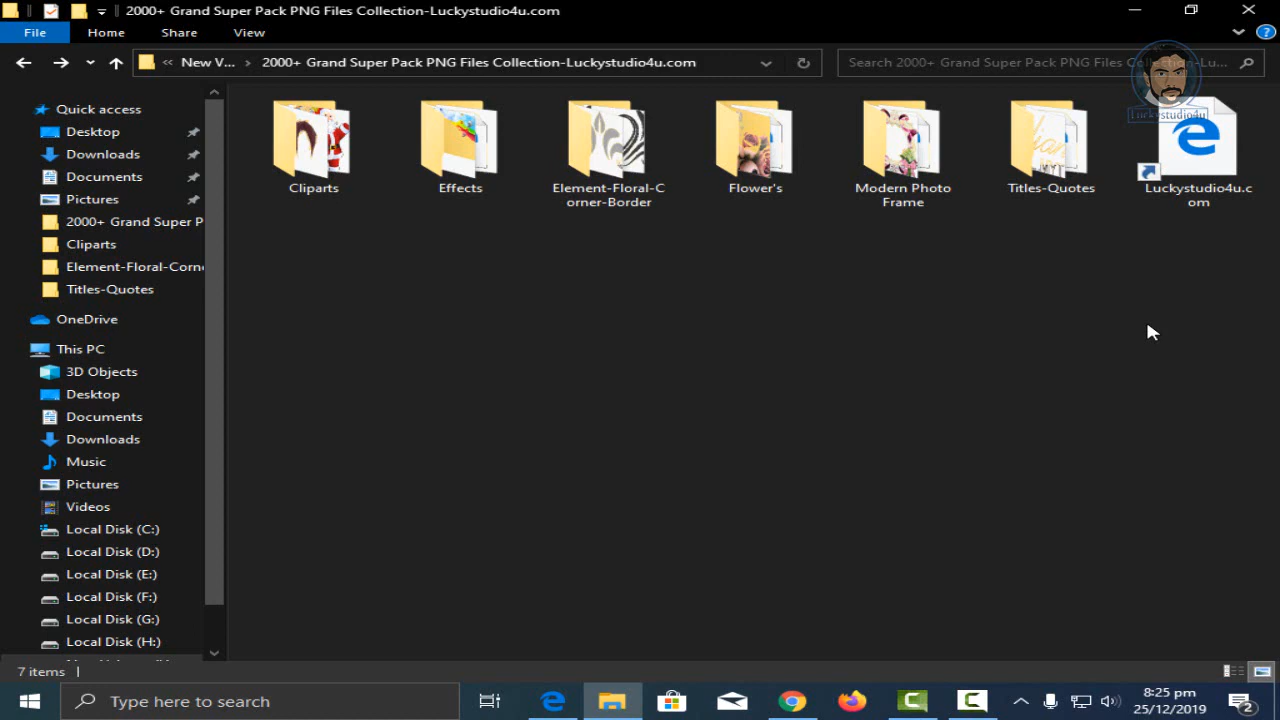 2000+ Grand Super Pack PNG Files Collection-Luckystudio4u.com
File
Home
Share
View
« New V... > 2000+ Grand Super Pack PNG Files Collection-Luckystudio4u.com
Search 2000+ Grand Super Pack PNG Files Collection-Lu...
Luckystudio4u
Quick access
Desktop
Downloads
Documents
Pictures
2000+ Grand Super P
Cliparts
Element-Floral-Corne
Titles-Quotes
OneDrive
This PC
3D Objects
Desktop
Documents
Downloads
Music
Pictures
Videos
Local Disk (C:)
Local Disk (D:)
Local Disk (E:)
Local Disk (F:)
Local Disk (G:)
Local Disk (H:)
Cliparts
Effects
Element-Floral-C
orner-Border
Flower's
Modern Photo
Frame
Titles-Quotes
Luckystudio4u.c
om
7 items
Type here to search
8:25 pm
25/12/2019
2